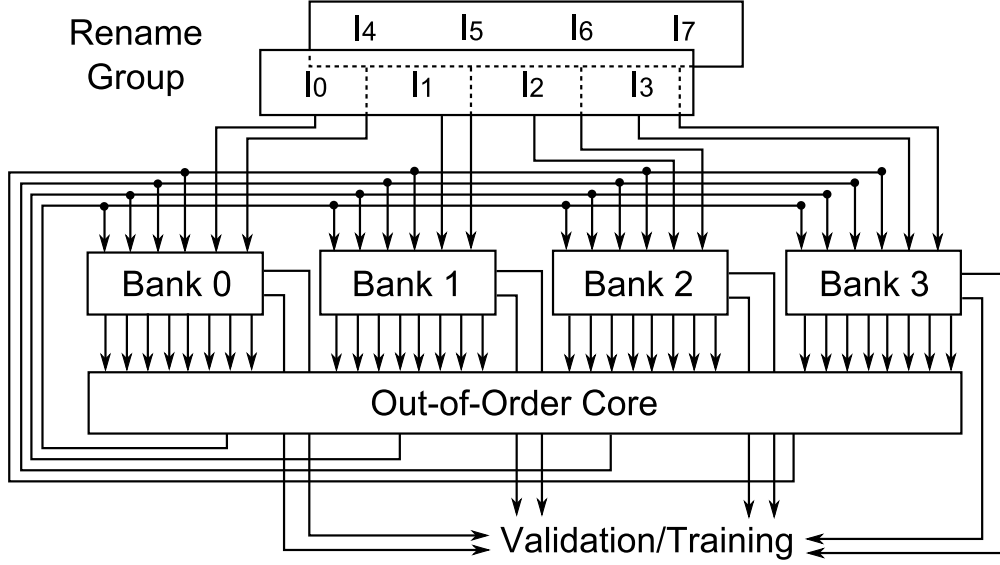 Rename
Group
I4 I5 I6 I7
I0 I1 I2 I3
Bank 0 Bank 1 Bank 2 Bank 3
Out-of-Order Core
Validation/Training